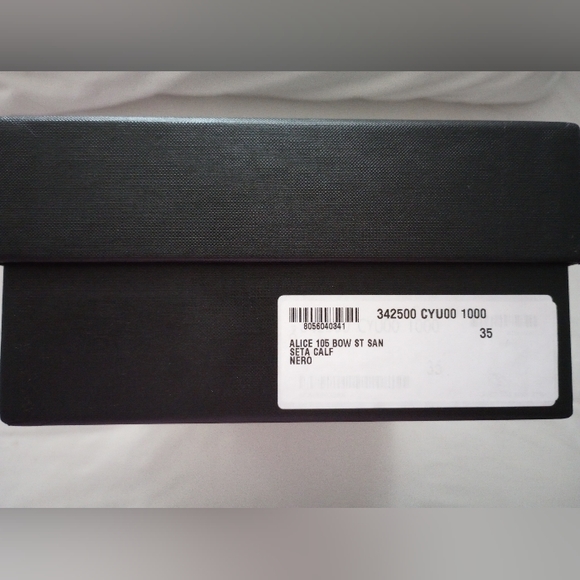 342500 CYU00 1000
8056040341
35
ALICE 105 BOW ST SAN
SETA CALF
NERO